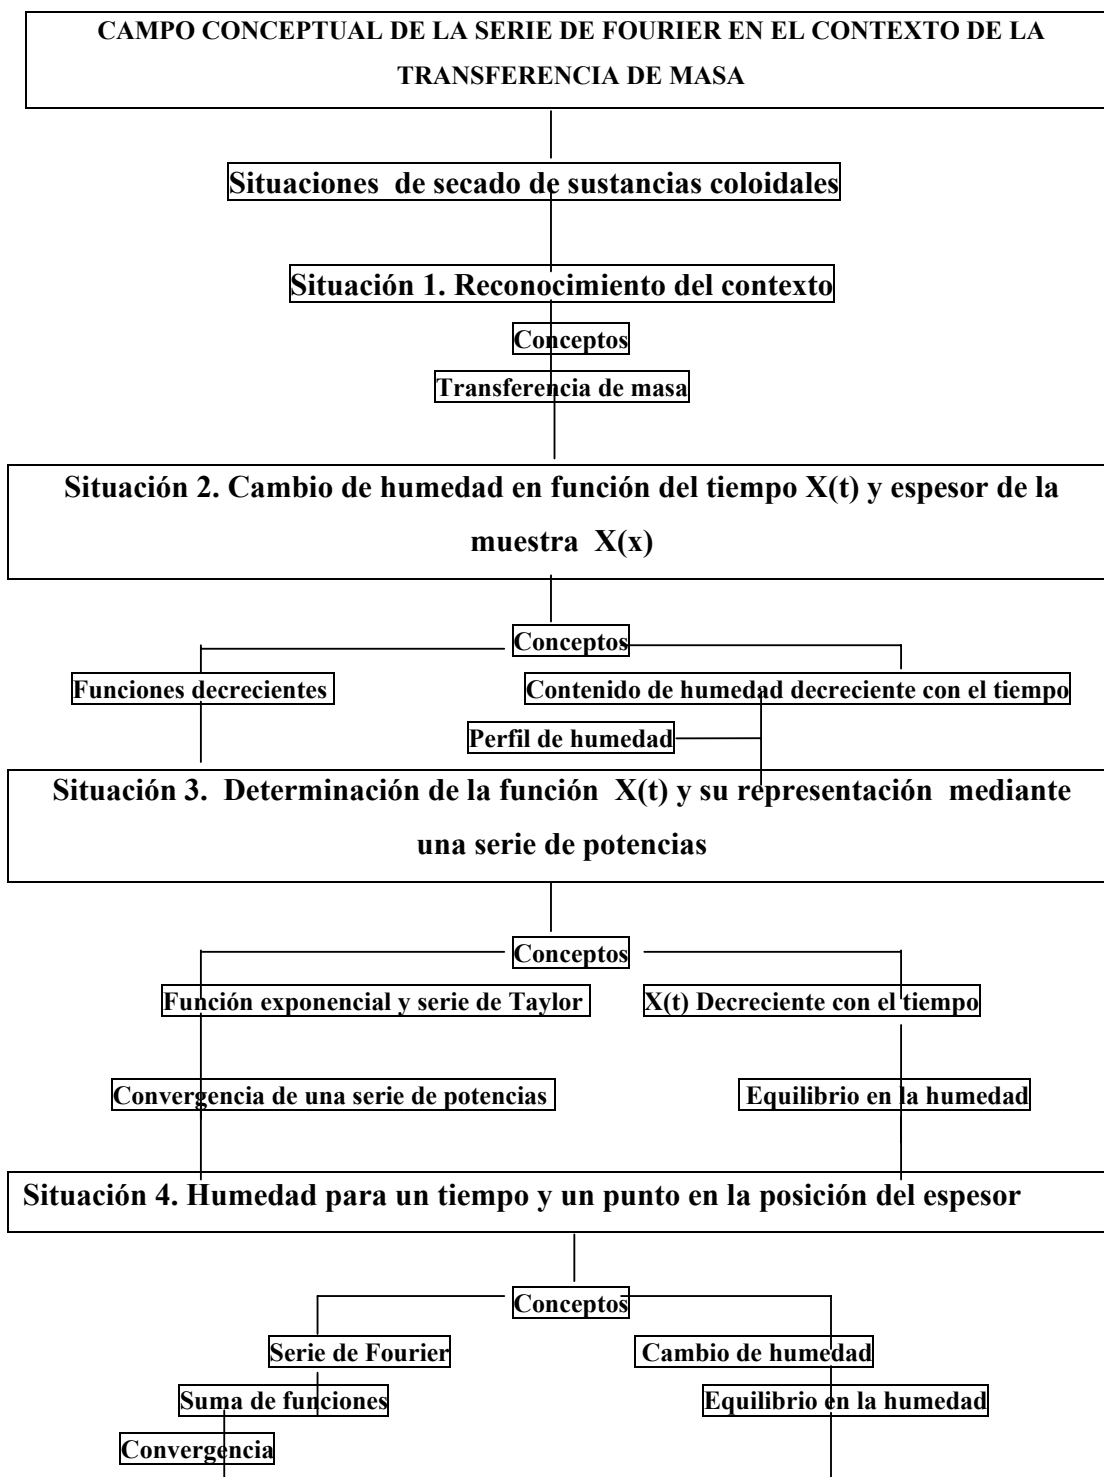 CAMPO CONCEPTUAL DE LA SERIE DE FOURIER EN EL CONTEXTO DE LA
TRANSFERENCIA DE MASA
Situaciones de secado de sustancias coloidales
Situación 1. Reconocimiento del contexto
Conceptos
Transferencia de masa
Situación 2. Cambio de humedad en función del tiempo X(t) y espesor de la
muestra X(x)
Conceptos
Funciones decrecientes
Contenido de humedad decreciente con el tiempo
Perfil de humedad
Situación 3. Determinación de la función X(t) y su representación mediante
una serie de potencias
Conceptos
Función exponencial y serie de Taylor
X(t) Decreciente con el tiempo
Convergencia de una serie de potencias
Equilibrio en la humedad
Situación 4. Humedad para un tiempo y un punto en la posición del espesor
Conceptos
Serie de Fourier
Cambio de humedad
Suma de funciones
Equilibrio en la humedad
Convergencia